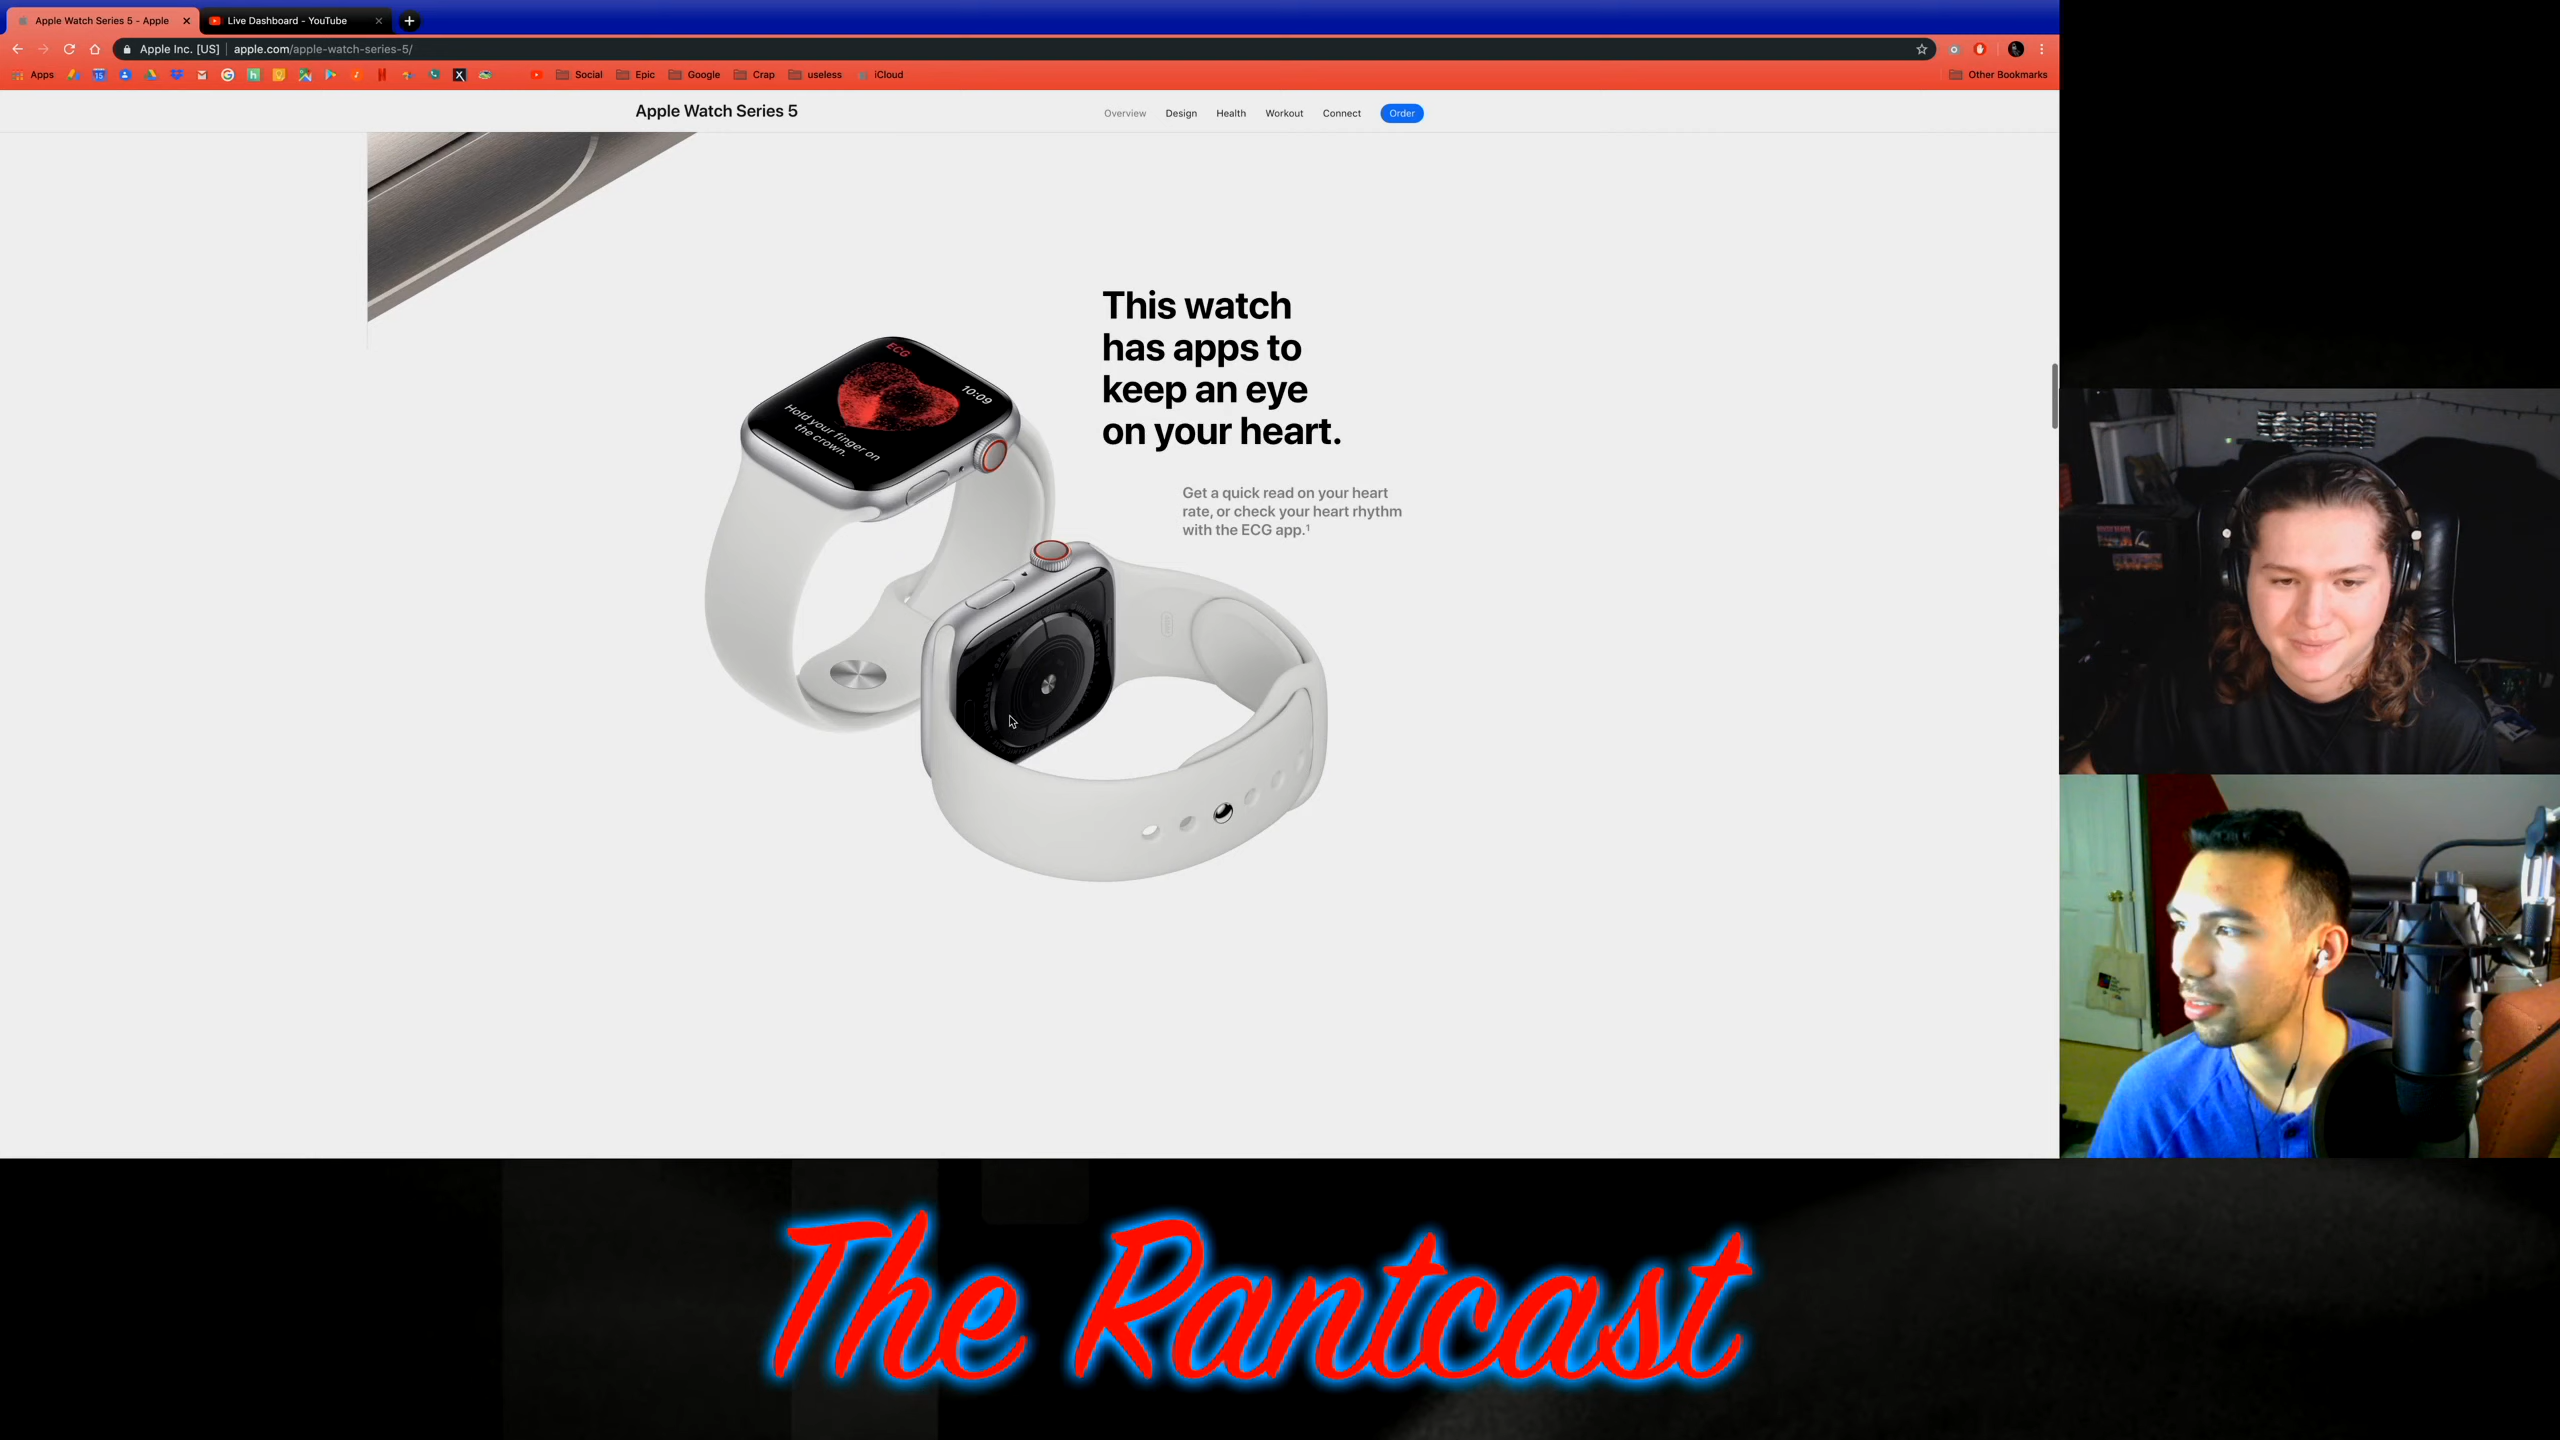 Apple Watch Series 5 - Apple
Live Dashboard - YouTube
Apple Inc. [US] | apple.com/apple-watch-series-5/
Apps
Social
Epic
Google
Crap
useless
iCloud
Other Bookmarks
Apple Watch Series 5
Overview
Design
Health
Workout
Connect
Order
This watch
has apps to
keep an eye
on your heart.
Get a quick read on your heart
rate, or check your heart rhythm
with the ECG app.¹
ECG
10:09
Hold your finger on
the crown.
The Rantcast